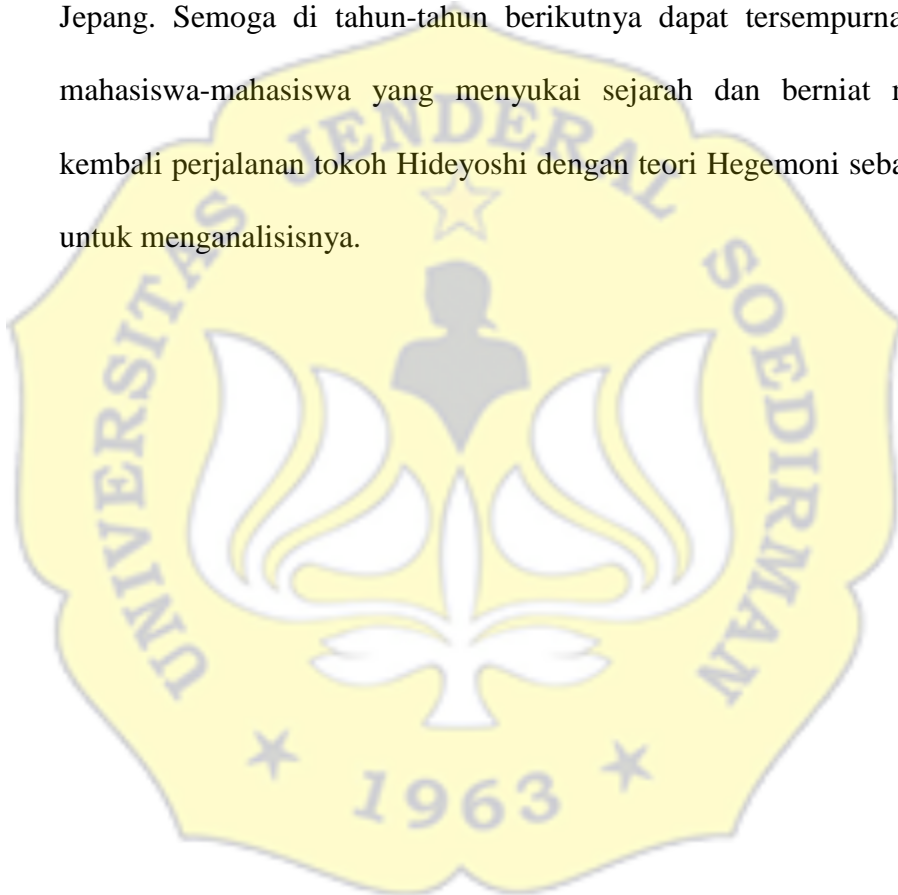 Jepang. Semoga di tahun-tahun berikutnya dapat tersempurna
mahasiswa-mahasiswa yang menyukai sejarah dan berniat
kembali perjalanan tokoh Hideyoshi dengan teori Hegemoni seba
untuk menganalisisnya.
UNIVERSITAS JENDERAL SOEDIRMAN
1963